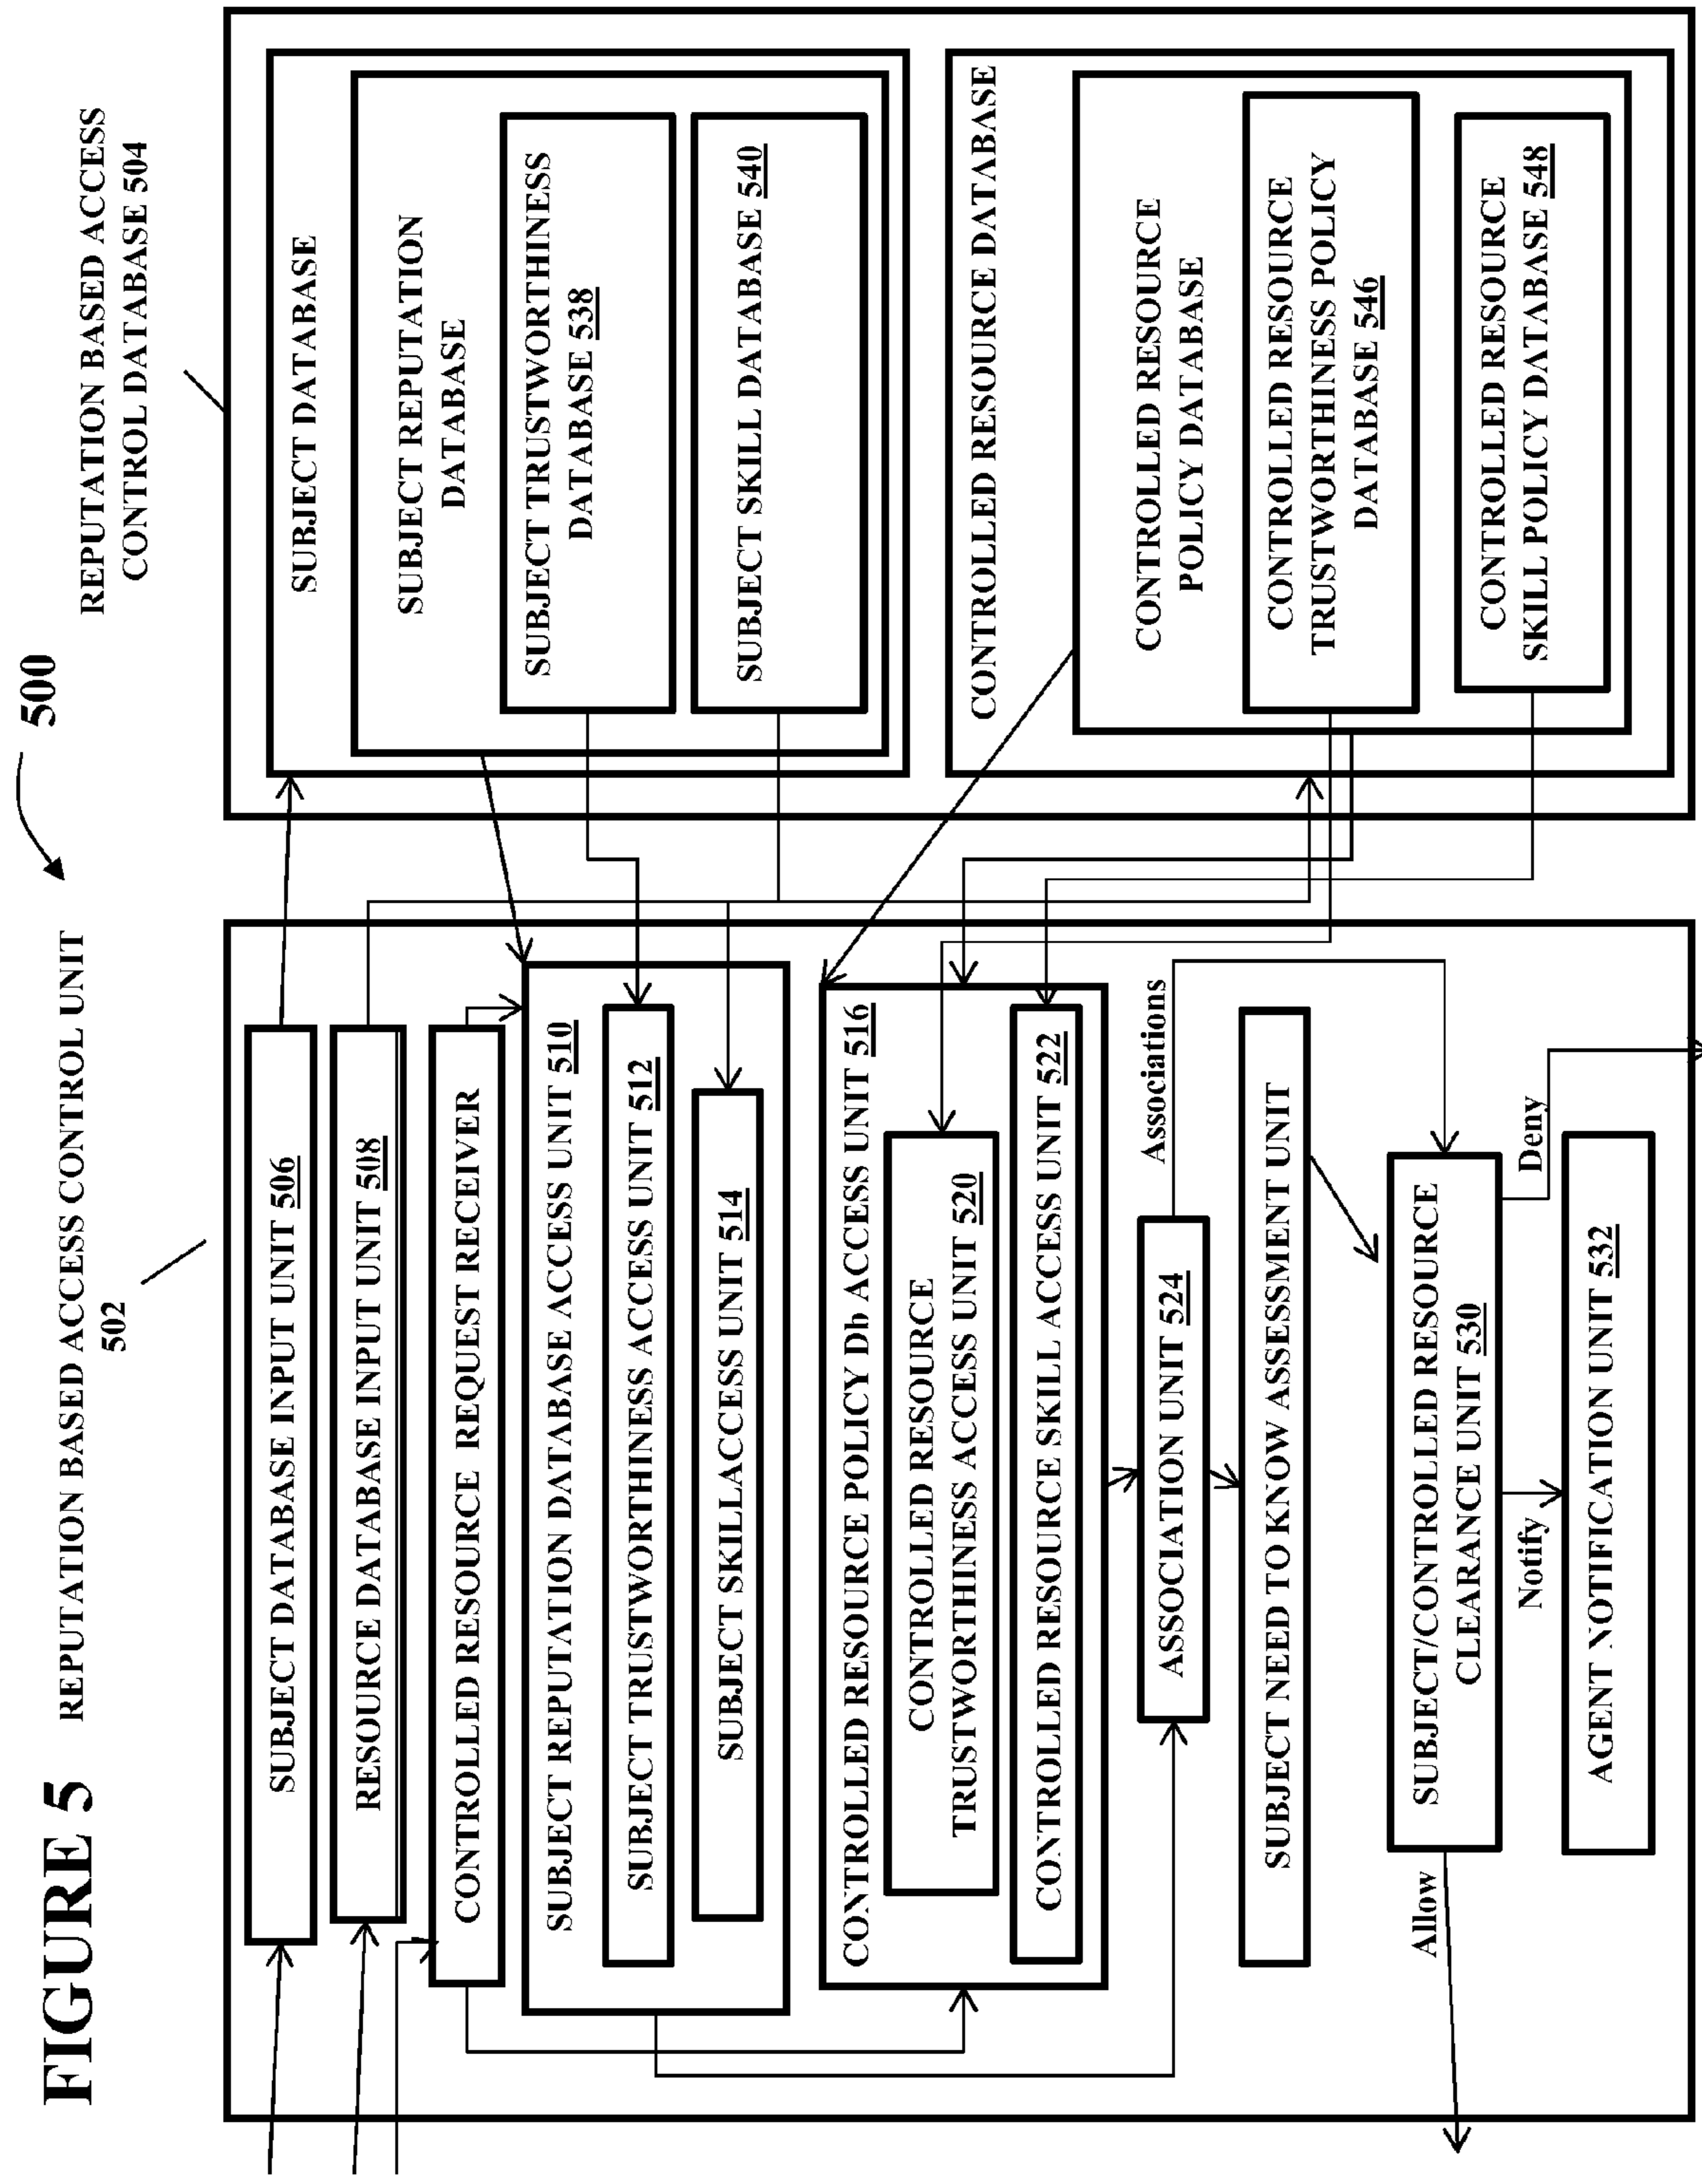 FIGURE 5
500
REPUTATION BASED ACCESS CONTROL UNIT
502
REPUTATION BASED ACCESS
CONTROL DATABASE 504
SUBJECT DATABASE INPUT UNIT 506
RESOURCE DATABASE INPUT UNIT 508
CONTROLLED RESOURCE REQUEST RECEIVER
SUBJECT REPUTATION DATABASE ACCESS UNIT 510
SUBJECT TRUSTWORTHINESS ACCESS UNIT 512
SUBJECT SKILLACCESS UNIT 514
CONTROLLED RESOURCE POLICY Db ACCESS UNIT 516
CONTROLLED RESOURCE
TRUSTWORTHINESS ACCESS UNIT 520
CONTROLLED RESOURCE SKILL ACCESS UNIT 522
Associations
ASSOCIATION UNIT 524
SUBJECT NEED TO KNOW ASSESSMENT UNIT
SUBJECT/CONTROLLED RESOURCE
CLEARANCE UNIT 530
Allow
Notify
Deny
AGENT NOTIFICATION UNIT 532
SUBJECT DATABASE
SUBJECT REPUTATION
DATABASE
SUBJECT TRUSTWORTHINESS
DATABASE 538
SUBJECT SKILL DATABASE 540
CONTROLLED RESOURCE DATABASE
CONTROLLED RESOURCE
POLICY DATABASE
CONTROLLED RESOURCE
TRUSTWORTHINESS POLICY
DATABASE 546
CONTROLLED RESOURCE
SKILL POLICY DATABASE 548